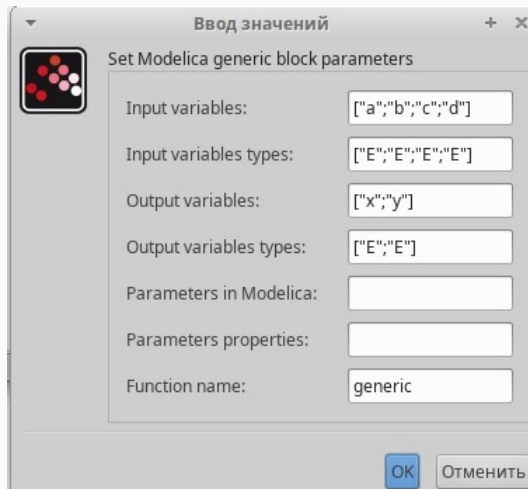 Ввод значений
Set Modelica generic block parameters
Input variables: ["a";"b";"c";"d"]
Input variables types: ["E";"E";"E";"E"]
Output variables: ["x";"y"]
Output variables types: ["E";"E"]
Parameters in Modelica:
Parameters properties:
Function name: generic
OK Отменить